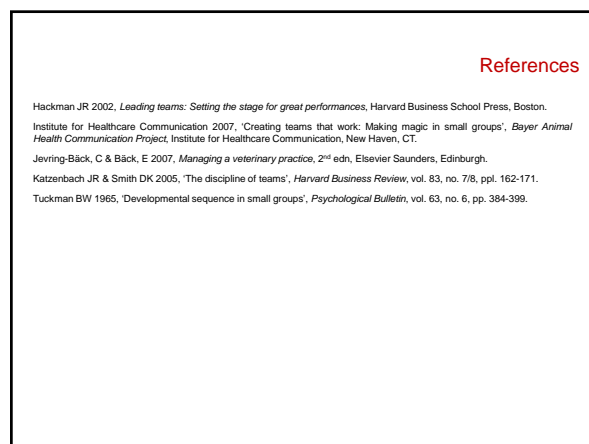 References
Hackman JR 2002, Leading teams: Setting the stage for great performances, Harvard Business School Press, Boston.
Institute for Healthcare Communication 2007, ‘Creating teams that work: Making magic in small groups’, Bayer Animal
Health Communication Project, Institute for Healthcare Communication, New Haven, CT.
Jevring-Bäck, C & Bäck, E 2007, Managing a veterinary practice, 2nd edn, Elsevier Saunders, Edinburgh.
Katzenbach JR & Smith DK 2005, ‘The discipline of teams’, Harvard Business Review, vol. 83, no. 7/8, ppl. 162-171.
Tuckman BW 1965, ‘Developmental sequence in small groups’, Psychological Bulletin, vol. 63, no. 6, pp. 384-399.